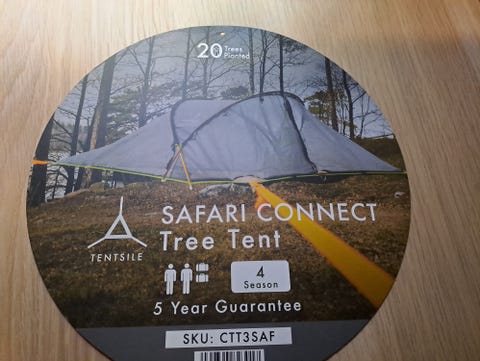 20 Trees
Planted
SAFARI CONNECT
Tree Tent
TENTSILE
4
Season
5 Year Guarantee
SKU: CTT3SAF